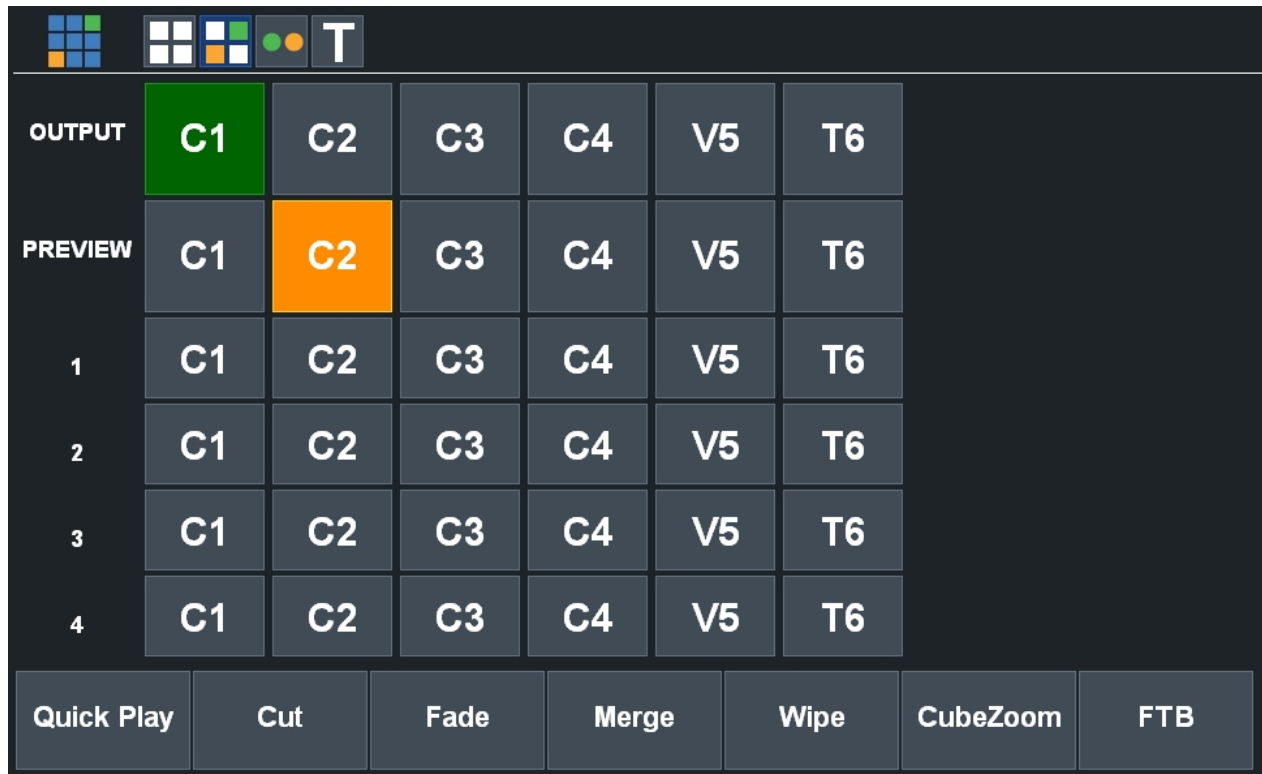 T
OUTPUT C1 C2 C3 C4 V5 T6
PREVIEW C1 C2 C3 C4 V5 T6
1 C1 C2 C3 C4 V5 T6
2 C1 C2 C3 C4 V5 T6
3 C1 C2 C3 C4 V5 T6
4 C1 C2 C3 C4 V5 T6
Quick Play Cut Fade Merge Wipe CubeZoom FTB